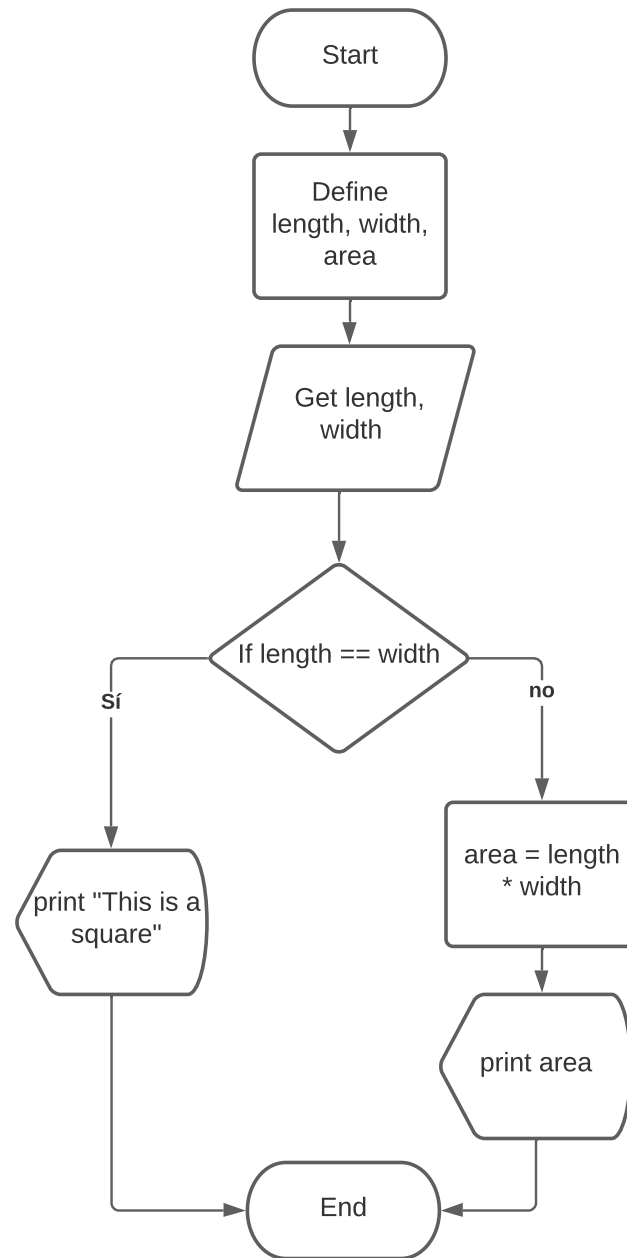 Start
Define
length, width,
area
Get length,
width
If length == width
Sí
no
print "This is a
square"
area = length
* width
print area
End